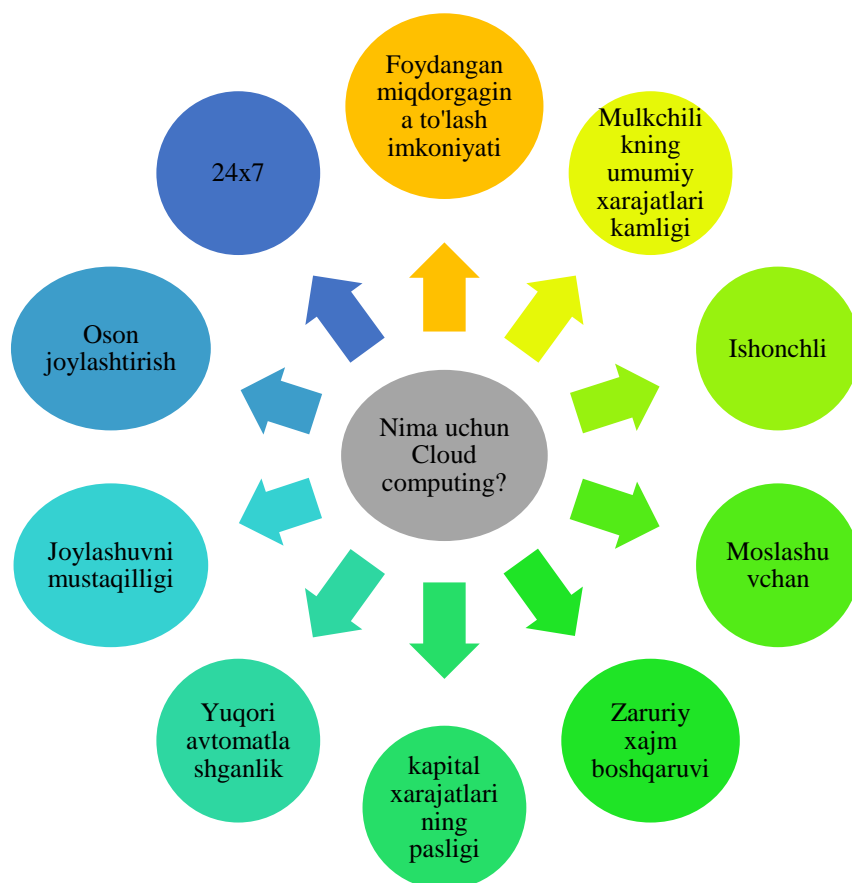 Foydangan
miqdorgagin
a to'lash
imkoniyati
Mulkchili
kning
umumiy
xarajatlari
kamligi
Ishonchli
Moslashu
vchan
Zaruriy
xajm
boshqaruvi
kapital
xarajatlari
ning
pasligi
Yuqori
avtomatla
shganlik
Joylashuvni
mustaqilligi
Oson
joylashtirish
24x7
Nima uchun
Cloud
computing?